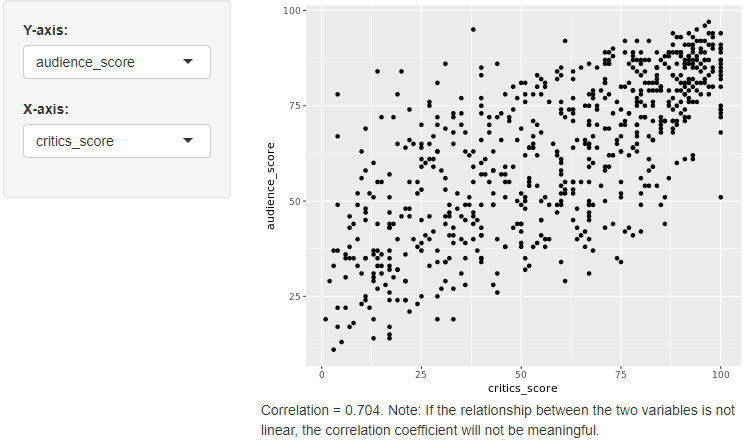 Y-axis:
audience_score
X-axis:
critics_score
100
75
50
25
audience_score
0
25
50
75
100
critics_score
Correlation = 0.704. Note: If the relationship between the two variables is not
linear, the correlation coefficient will not be meaningful.